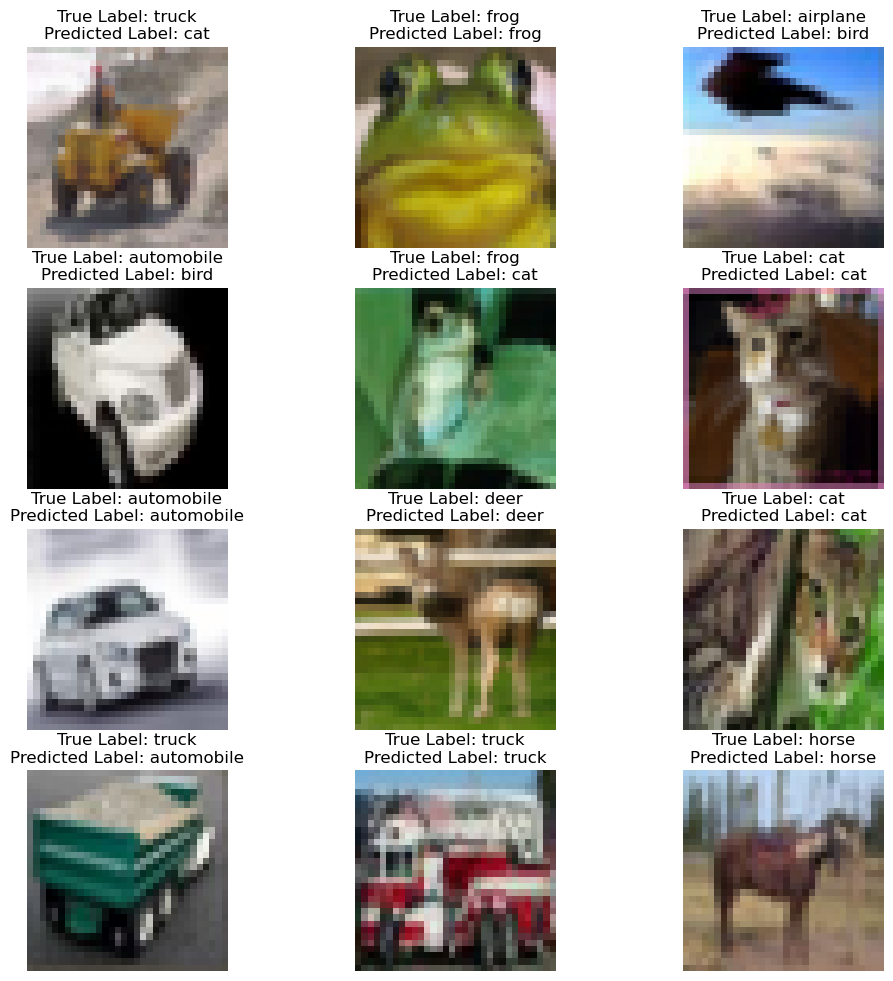 True Label: truck
Predicted Label: cat
True Label: frog
Predicted Label: frog
True Label: airplane
Predicted Label: bird
True Label: automobile
Predicted Label: bird
True Label: frog
Predicted Label: cat
True Label: cat
Predicted Label: cat
True Label: automobile
Predicted Label: automobile
True Label: deer
Predicted Label: deer
True Label: cat
Predicted Label: cat
True Label: truck
Predicted Label: automobile
True Label: truck
Predicted Label: truck
True Label: horse
Predicted Label: horse